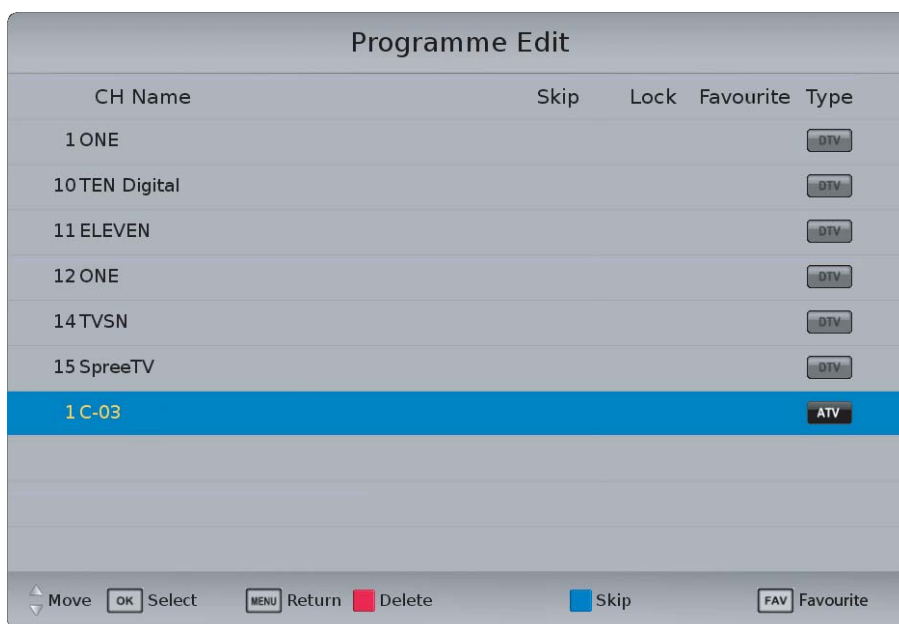 Programme Edit
CH Name Skip Lock Favourite Type
1 ONE DTV
10 TEN Digital DTV
11 ELEVEN DTV
12 ONE DTV
14 TVSN DTV
15 SpreeTV DTV
1 C-03 ATV
Move OK Select MENU Return Delete Skip FAV Favourite